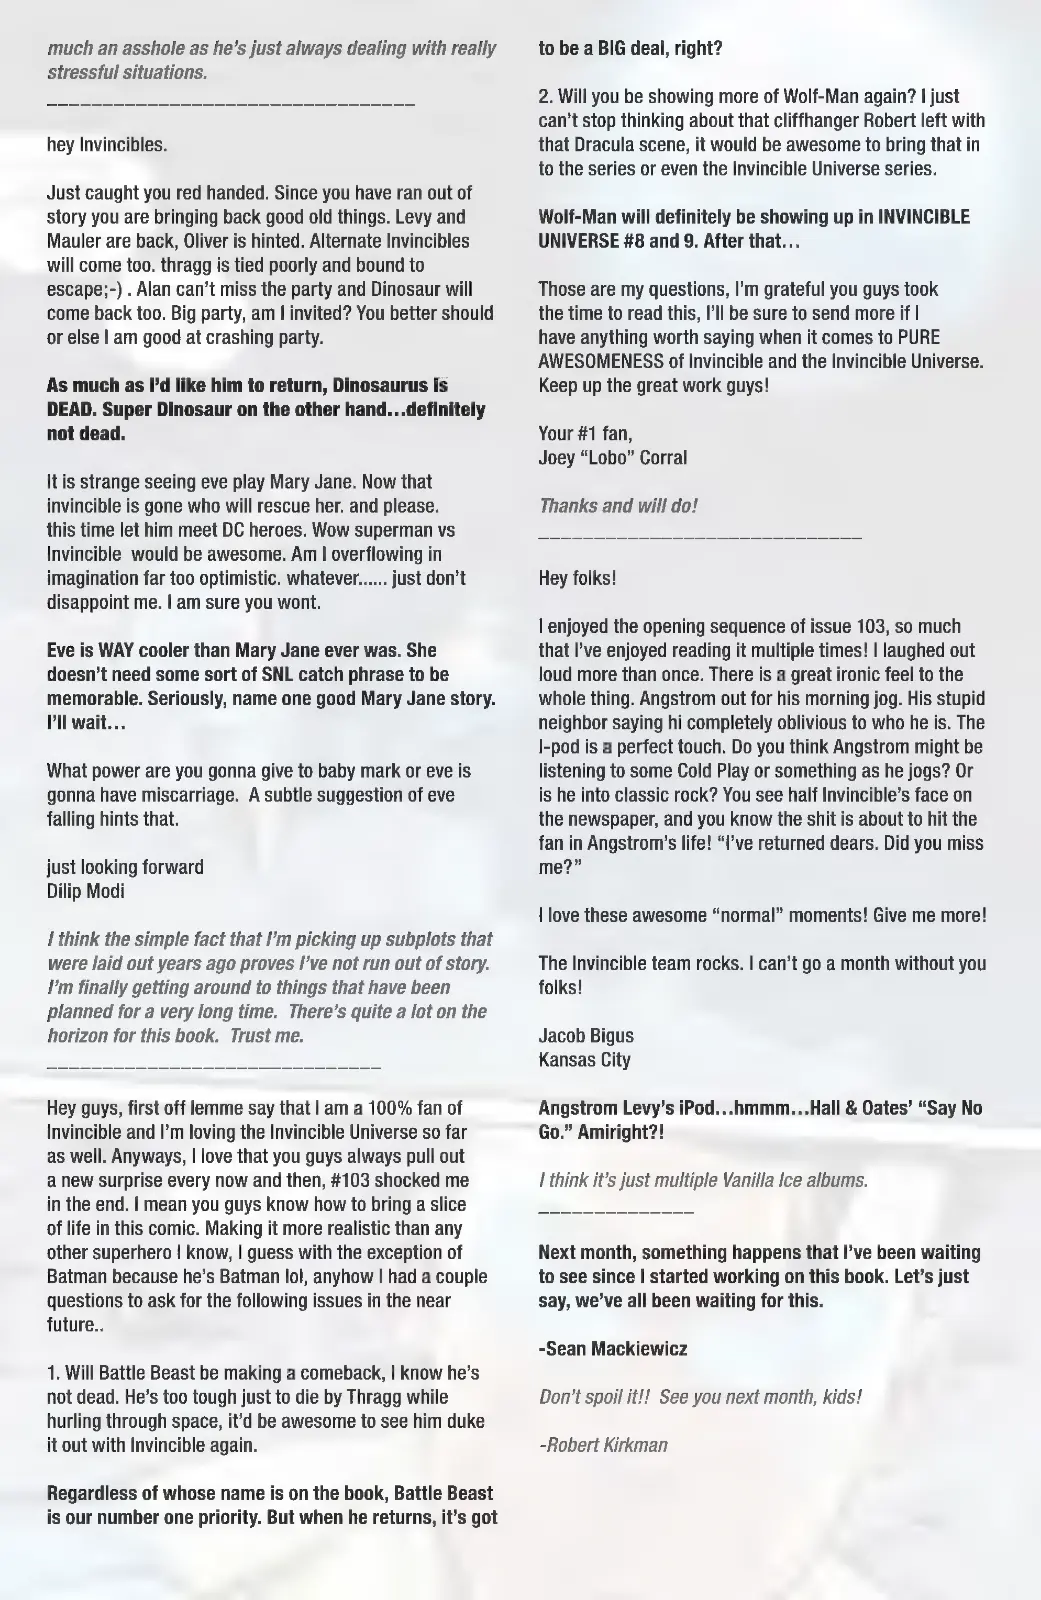 much an asshole as he's just always dealing with really
stressful situations.
__________________________________
hey Invincibles.
Just caught you red handed. Since you have ran out of
story you are bringing back good old things. Levy and
Mauler are back, Oliver is hinted. Alternate Invincibles
will come too. thragg is tied poorly and bound to
escape;-) . Alan can't miss the party and Dinosaur will
come back too. Big party, am I invited? You better should
or else I am good at crashing party.
As much as I'd like him to return, Dinosaurus is
DEAD. Super Dinosaur on the other hand...definitely
not dead.
It is strange seeing eve play Mary Jane. Now that
invincible is gone who will rescue her. and please.
this time let him meet DC heroes. Wow superman vs
Invincible  would be awesome. Am I overflowing in
imagination far too optimistic. whatever...... just don't
disappoint me. I am sure you wont.
Eve is WAY cooler than Mary Jane ever was. She
doesn't need some sort of SNL catch phrase to be
memorable. Seriously, name one good Mary Jane story.
I'll wait...
What power are you gonna give to baby mark or eve is
gonna have miscarriage.  A subtle suggestion of eve
falling hints that.
just looking forward
Dilip Modi
I think the simple fact that I'm picking up subplots that
were laid out years ago proves I've not run out of story.
I'm finally getting around to things that have been
planned for a very long time.  There's quite a lot on the
horizon for this book.  Trust me.
_______________________________
Hey guys, first off lemme say that I am a 100% fan of
Invincible and I'm loving the Invincible Universe so far
as well. Anyways, I love that you guys always pull out
a new surprise every now and then, #103 shocked me
in the end. I mean you guys know how to bring a slice
of life in this comic. Making it more realistic than any
other superhero I know, I guess with the exception of
Batman because he's Batman lol, anyhow I had a couple
questions to ask for the following issues in the near
future..
1. Will Battle Beast be making a comeback, I know he's
not dead. He's too tough just to die by Thragg while
hurling through space, it'd be awesome to see him duke
it out with Invincible again.
Regardless of whose name is on the book, Battle Beast
is our number one priority. But when he returns, it's got
to be a BIG deal, right?
2. Will you be showing more of Wolf-Man again? I just
can't stop thinking about that cliffhanger Robert left with
that Dracula scene, it would be awesome to bring that in
to the series or even the Invincible Universe series.
Wolf-Man will definitely be showing up in INVINCIBLE
UNIVERSE #8 and 9. After that...
Those are my questions, I'm grateful you guys took
the time to read this, I'll be sure to send more if I
have anything worth saying when it comes to PURE
AWESOMENESS of Invincible and the Invincible Universe.
Keep up the great work guys!
Your #1 fan,
Joey "Lobo" Corral
Thanks and will do!
______________________________
Hey folks!
I enjoyed the opening sequence of issue 103, so much
that I've enjoyed reading it multiple times! I laughed out
loud more than once. There is a great ironic feel to the
whole thing. Angstrom out for his morning jog. His stupid
neighbor saying hi completely oblivious to who he is. The
I-pod is a perfect touch. Do you think Angstrom might be
listening to some Cold Play or something as he jogs? Or
is he into classic rock? You see half Invincible's face on
the newspaper, and you know the shit is about to hit the
fan in Angstrom's life! "I've returned dears. Did you miss
me?"
I love these awesome "normal" moments! Give me more!
The Invincible team rocks. I can't go a month without you
folks!
Jacob Bigus
Kansas City
Angstrom Levy's iPod...hmmm...Hall & Oates' "Say No
Go." Amiright?!
I think it's just multiple Vanilla Ice albums.
______________
Next month, something happens that I've been waiting
to see since I started working on this book. Let's just
say, we've all been waiting for this.
-Sean Mackiewicz
Don't spoil it!!  See you next month, kids!
-Robert Kirkman